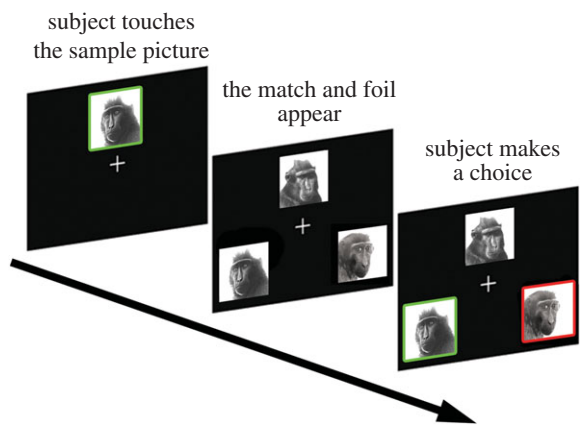 subject touches
the sample picture
the match and foil
appear
subject makes
a choice